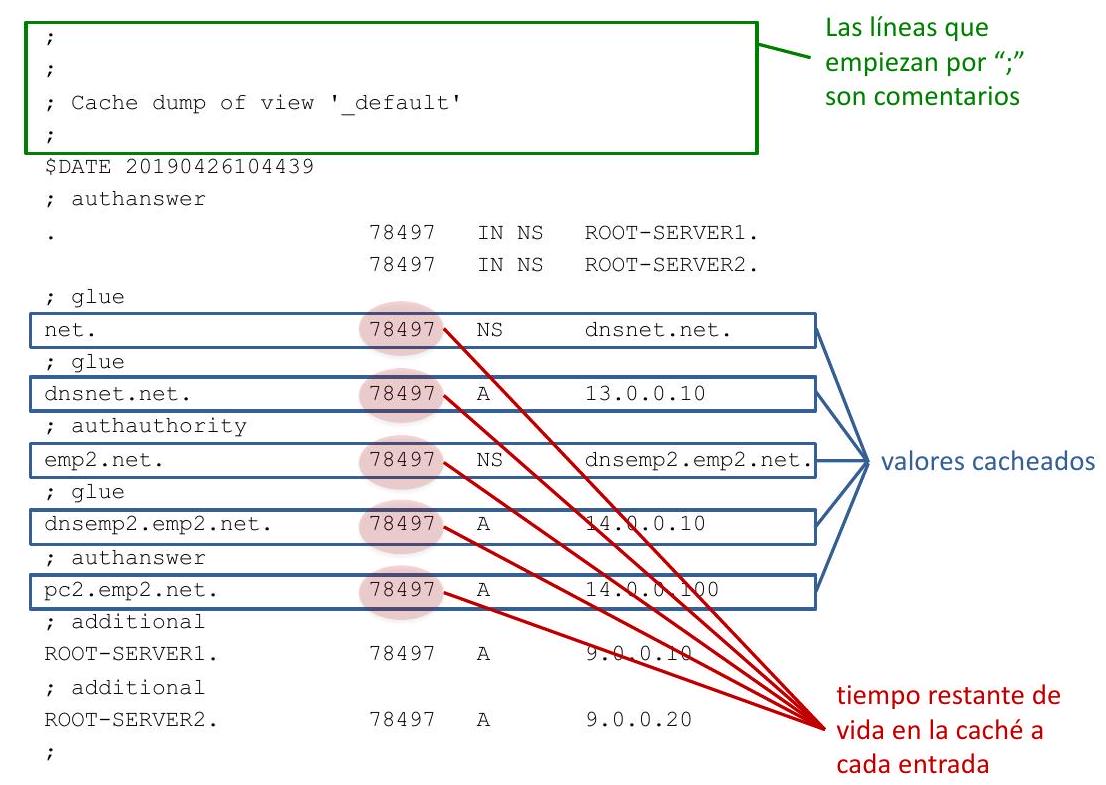 ;
;
; Cache dump of view '_default'
;
$DATE 20190426104439
; authanswer
. 78497 IN NS ROOT-SERVER1.
78497 IN NS ROOT-SERVER2.
; glue
net. 78497 NS dnsnet.net.
; glue
dnsnet.net. 78497 A 13.0.0.10
; authauthority
emp2.net. 78497 NS dnsemp2.emp2.net.
; glue
dnsemp2.emp2.net. 78497 A 14.0.0.10
; authanswer
pc2.emp2.net. 78497 A 14.0.0.100
; additional
ROOT-SERVER1. 78497 A 9.0.0.10
; additional
ROOT-SERVER2. 78497 A 9.0.0.20
;
Las líneas que
empiezan por “;”
son comentarios
valores cacheados
tiempo restante de
vida en la caché a
cada entrada